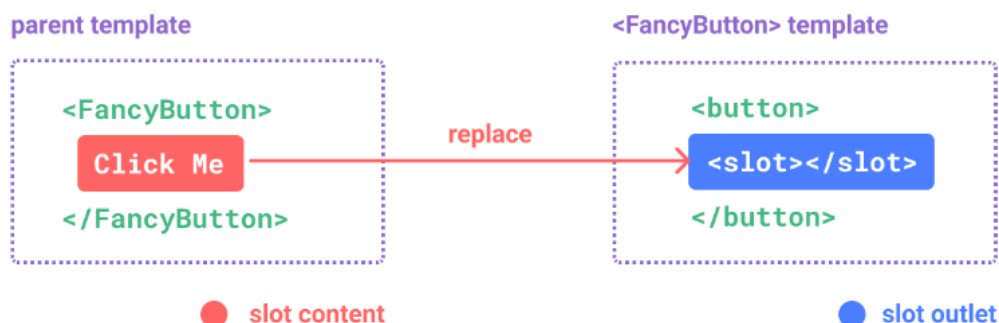 parent template
<FancyButton>
Click Me
</FancyButton>
replace
<FancyButton> template
<button>
<slot></slot>
</button>
slot content
slot outlet